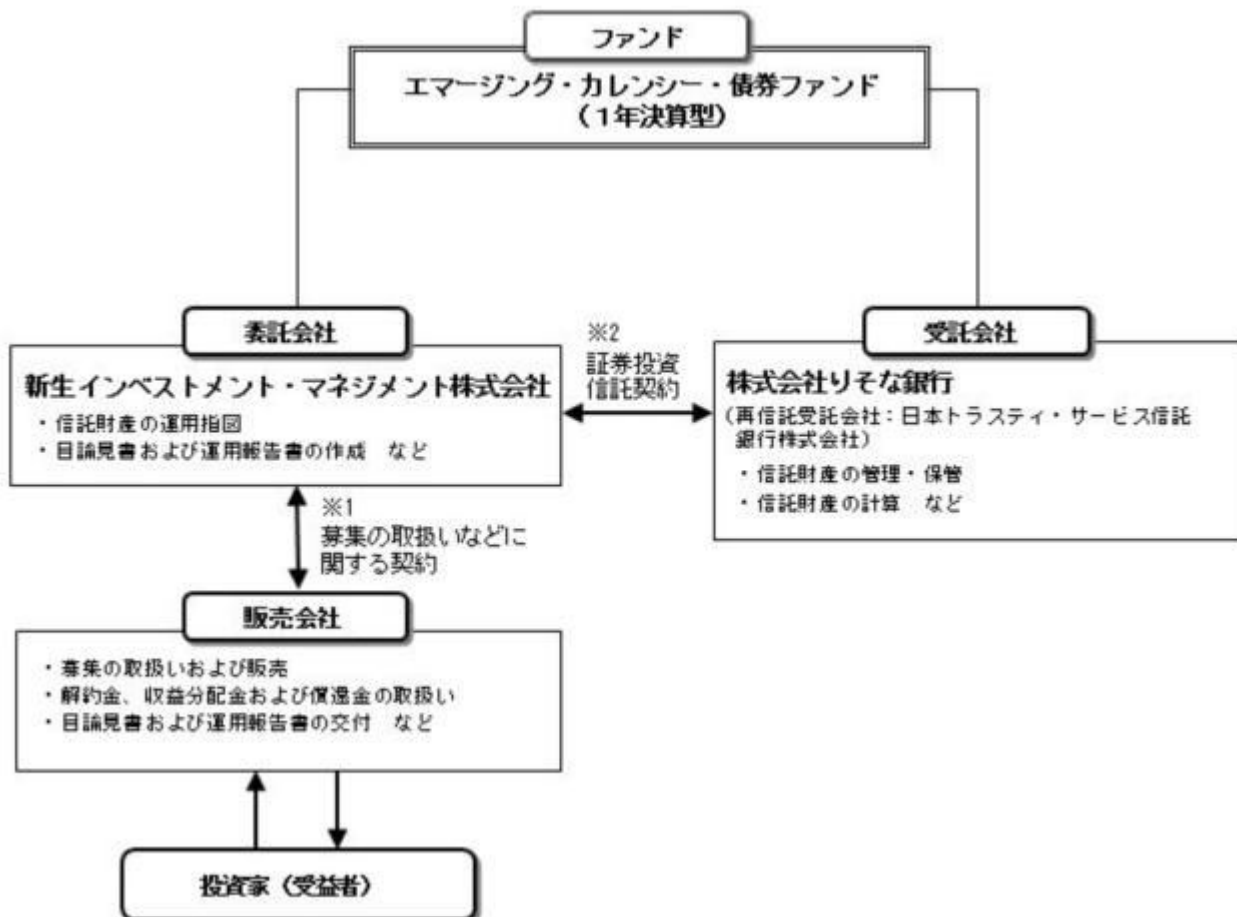 ファンド
エマージング・カレンシー・債券ファンド
(1年決算型)
委託会社
新生インベストメント・マネジメント株式会社
・信託財産の運用指図
・目論見書および運用報告書の作成 など
※2
証券投資
信託契約
受託会社
株式会社りそな銀行
(再信託受託会社:日本トラスティ・サービス信託
銀行株式会社)
・信託財産の管理・保管
・信託財産の計算 など
※1
募集の取扱いなどに
関する契約
販売会社
・募集の取扱いおよび販売
・解約金、収益分配金および償還金の取扱い
・目論見書および運用報告書の交付 など
投資家(受益者)